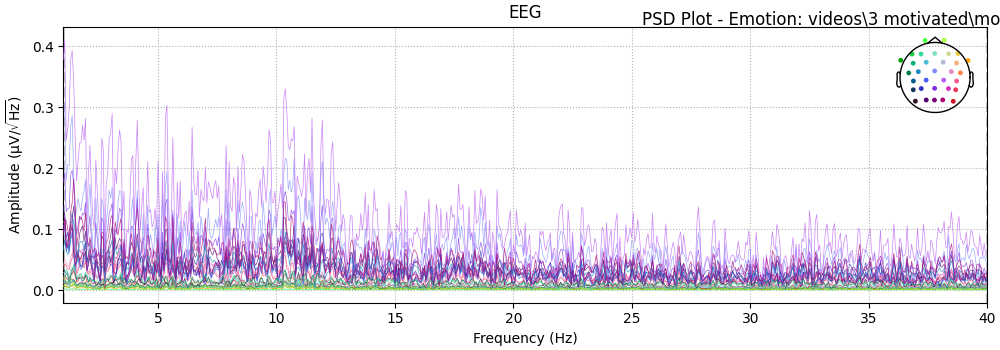 EEG
PSD Plot - Emotion: videos\3 motivated\mo
0.4
0.3
0.2
0.1
0.0
Amplitude (µV/√Hz)
5 10 15 20 25 30 35 40
Frequency (Hz)